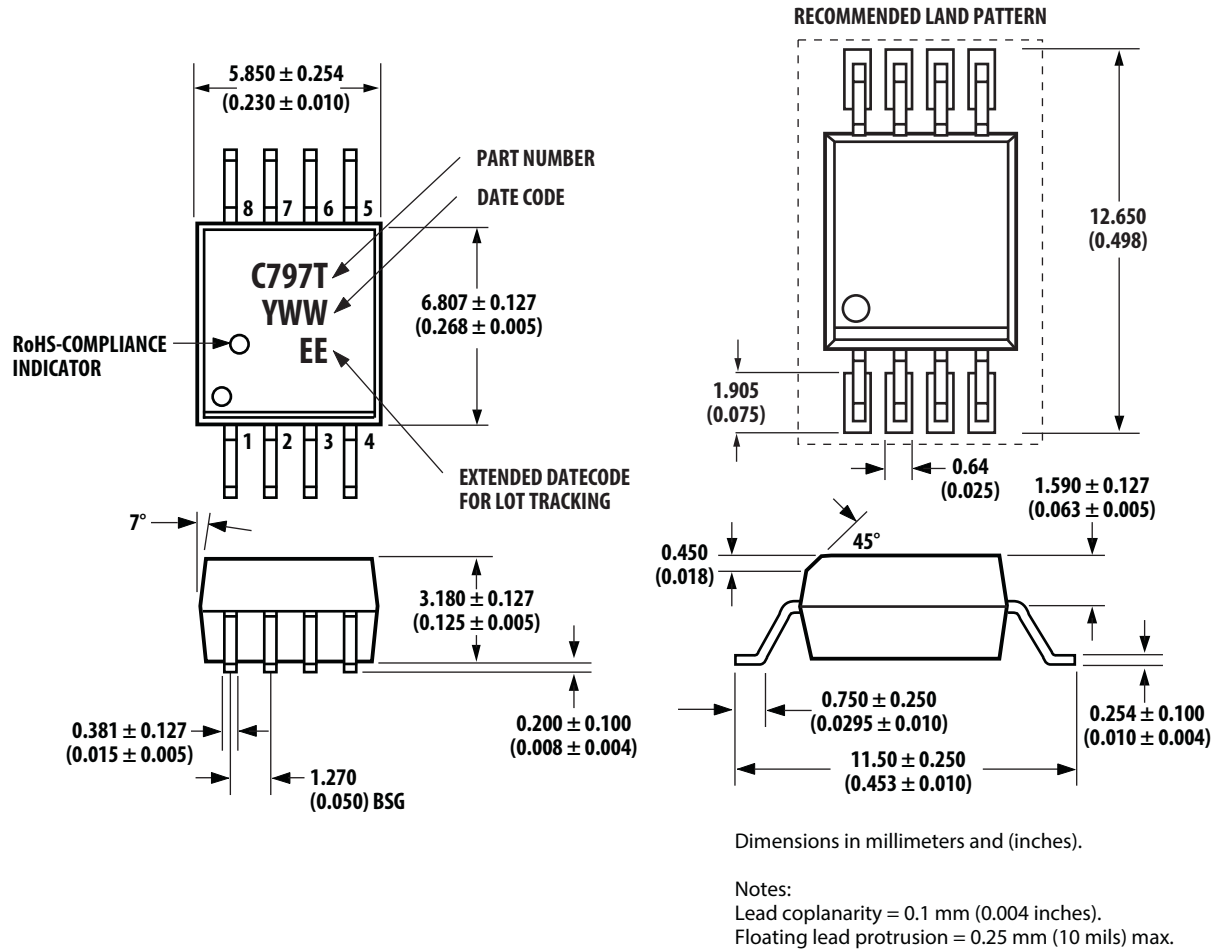 RECOMMENDED LAND PATTERN
5.850 ± 0.254
(0.230 ± 0.010)
PART NUMBER
DATE CODE
8 7 6 5
C797T
YWW
EE
RoHS-COMPLIANCE
INDICATOR
6.807 ± 0.127
(0.268 ± 0.005)
12.650
(0.498)
1 2 3 4
1.905
(0.075)
EXTENDED DATECODE
FOR LOT TRACKING
0.64
(0.025)
7°
45°
1.590 ± 0.127
(0.063 ± 0.005)
0.450
(0.018)
3.180 ± 0.127
(0.125 ± 0.005)
0.381 ± 0.127
(0.015 ± 0.005)
1.270
(0.050) BSG
0.200 ± 0.100
(0.008 ± 0.004)
0.750 ± 0.250
(0.0295 ± 0.010)
11.50 ± 0.250
(0.453 ± 0.010)
0.254 ± 0.100
(0.010 ± 0.004)
Dimensions in millimeters and (inches).
Notes:
Lead coplanarity = 0.1 mm (0.004 inches).
Floating lead protrusion = 0.25 mm (10 mils) max.